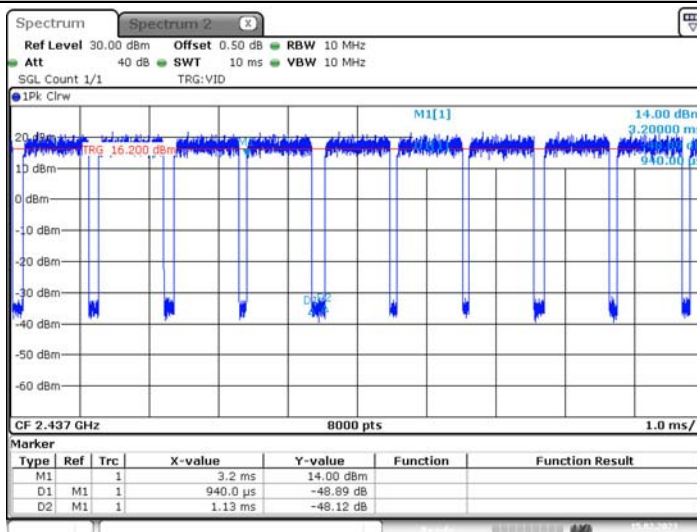 Spectrum Spectrum 2 X
Ref Level 30.00 dBm Offset 0.50 dB RBW 10 MHz
Att 40 dB SWT 10 ms VBW 10 MHz
SGL Count 1/1 TRG:VID
1Pk Clrw
M1[1] 14.00 dBm
3.20000 ms
20 dBm
TRG 16.200 dBm
940.00 µs
10 dBm
0 dBm
-10 dBm
-20 dBm
-30 dBm
-40 dBm
-50 dBm
-60 dBm
CF 2.437 GHz 8000 pts 1.0 ms/
Marker
Type Ref Trc X-value Y-value Function Function Result
M1 1 3.2 ms 14.00 dBm
D1 M1 1 940.0 µs -48.89 dB
D2 M1 1 1.13 ms -48.12 dB